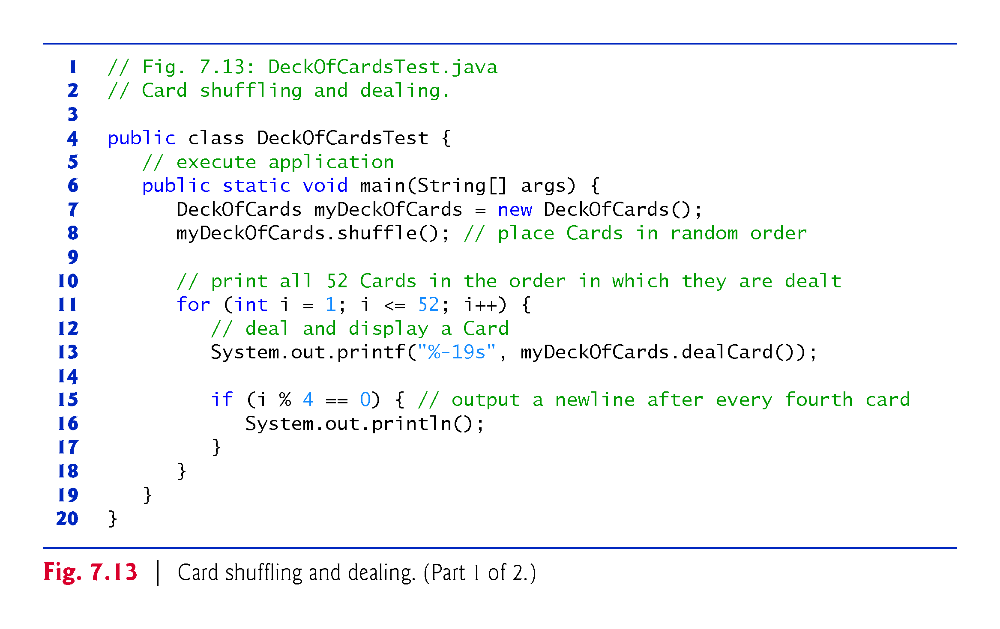 1 // Fig. 7.13: DeckOfCardsTest.java
2 // Card shuffling and dealing.
3
4 public class DeckOfCardsTest {
5    // execute application
6    public static void main(String[] args) {
7       DeckOfCards myDeckOfCards = new DeckOfCards();
8       myDeckOfCards.shuffle(); // place Cards in random order
9
10       // print all 52 Cards in the order in which they are dealt
11       for (int i = 1; i <= 52; i++) {
12          // deal and display a Card
13          System.out.printf("%-19s", myDeckOfCards.dealCard());
14
15          if (i % 4 == 0) { // output a newline after every fourth card
16             System.out.println();
17          }
18       }
19    }
20 }
Fig. 7.13 | Card shuffling and dealing. (Part 1 of 2.)